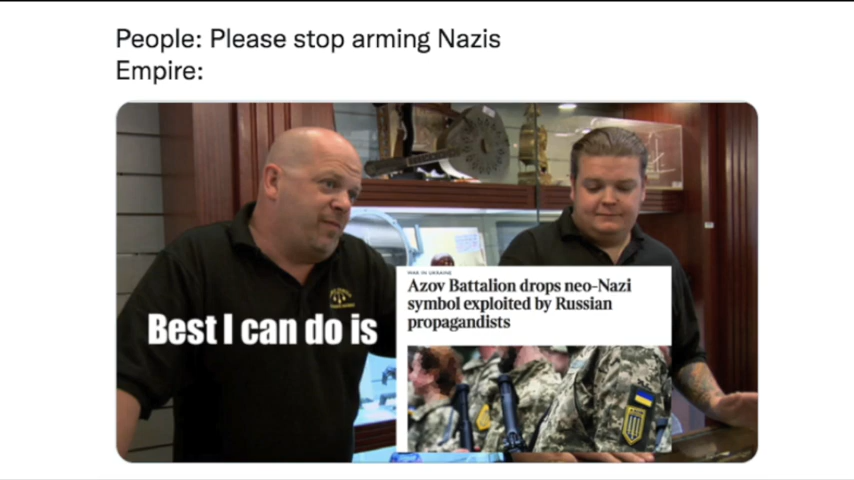 People: Please stop arming Nazis
Empire:
WAR IN UKRAINE
Azov Battalion drops neo-Nazi
symbol exploited by Russian
propagandists
Best I can do is